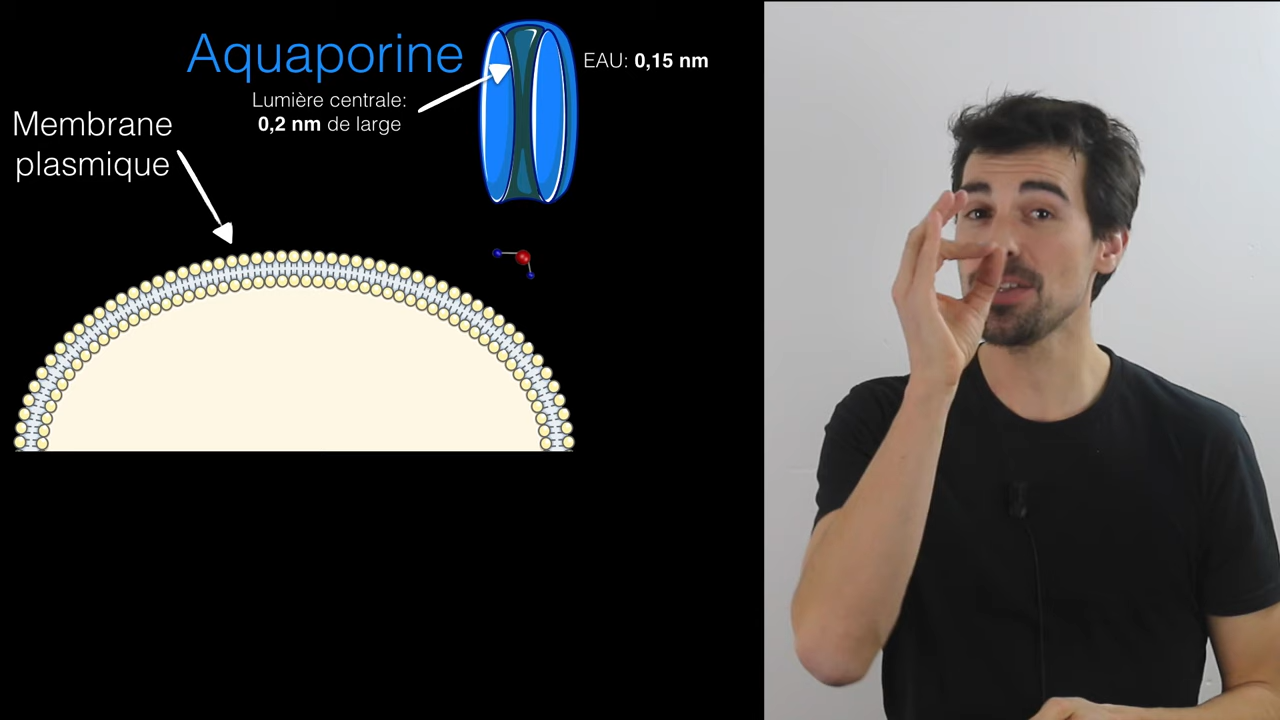 Aquaporine
EAU: 0,15 nm
Lumière centrale:
0,2 nm de large
Membrane
plasmique